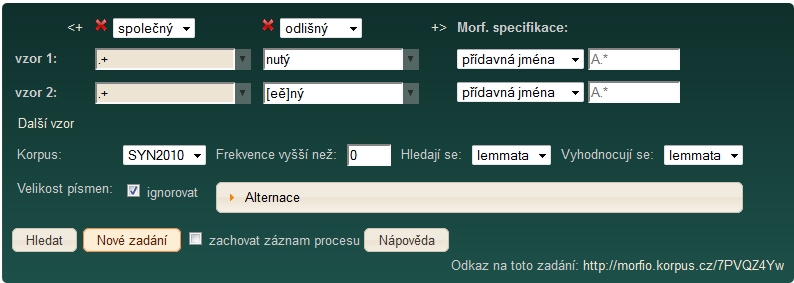 <+ společný odlišný +> Morf. specifikace:
vzor 1: .+ nutý přídavná jména A.*
vzor 2: .+ [eě]ný přídavná jména A.*
Další vzor
Korpus: SYN2010 Frekvence vyšší než: 0 Hledají se: lemmata Vyhodnocují se: lemmata
Velikost písmen: ignorovat Alternace
Hledat Nové zadání zachovat záznam procesu Nápověda
Odkaz na toto zadání: http://morfio.korpus.cz/7PVQZ4Yw